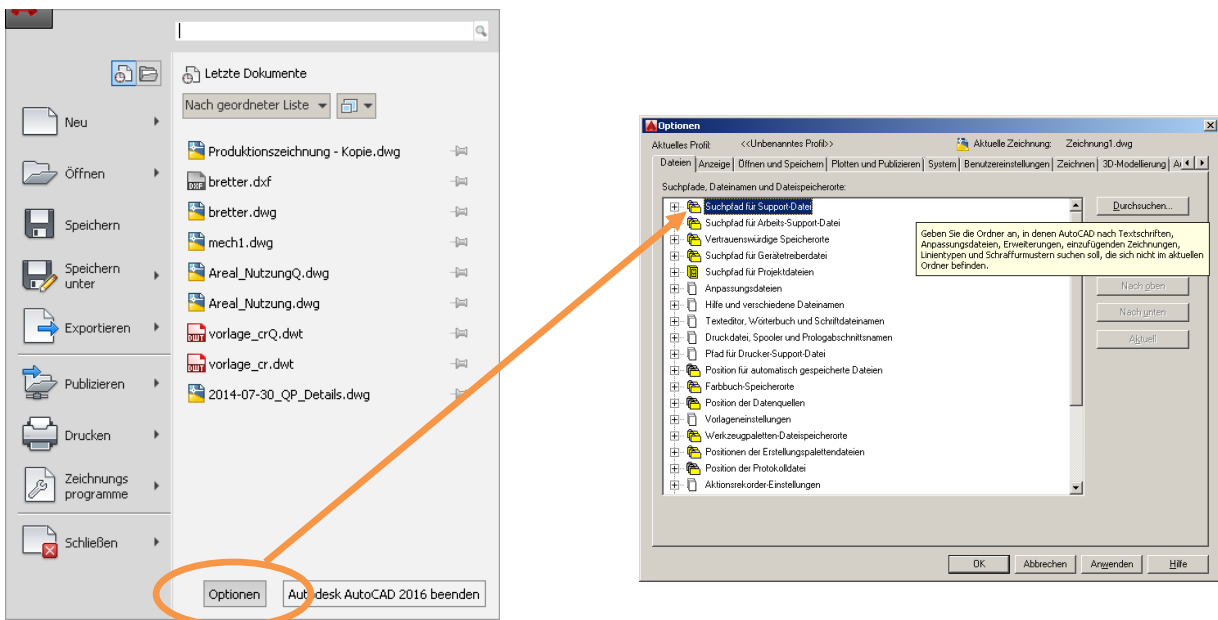 Letzte Dokumente
Nach geordneter Liste
Neu
Öffnen
Speichern
Speichern
unter
Exportieren
Publizieren
Drucken
Zeichnungs
programme
Schließen
Produktionszeichnung - Kopie.dwg
bretter.dxf
bretter.dwg
mech1.dwg
Areal_NutzungQ.dwg
Areal_Nutzung.dwg
vorlage_crQ.dwt
vorlage_cr.dwt
2014-07-30_QP_Details.dwg
Optionen
Autodesk AutoCAD 2016 beenden
Optionen
Aktuelles Profil: <<Unbenanntes Profil>> Aktuelle Zeichnung: Zeichnung1.dwg
Dateien Anzeige Öffnen und Speichern Plotten und Publizieren System Benutzereinstellungen Zeichnen 3D-Modellierung
Suchpfade, Dateinamen und Dateispeicherorte:
Suchpfad für Support-Datei
Suchpfad für Arbeits-Support-Datei
Vertrauenswürdige Speicherorte
Suchpfad für Gerätetreiberdatei
Suchpfad für Projektdateien
Anpassungsdateien
Hilfe und verschiedene Dateinamen
Texteditor, Wörterbuch und Schriftdateinamen
Druckdatei, Spooler und Prologabschnittsnamen
Pfad für Drucker-Support-Datei
Position für automatisch gespeicherte Dateien
Farbbuch-Speicherorte
Position der Datenquellen
Vorlageneinstellungen
Werkzeugpaletten-Dateispeicherorte
Positionen der Erstellungspalettendateien
Position der Protokolldatei
Aktionsrekorder-Einstellungen
Durchsuchen...
Geben Sie die Ordner an, in denen AutoCAD nach Textschriften,
Anpassungsdateien, Erweiterungen, einzufügenden Zeichnungen,
Linientypen und Schraffurmustern suchen soll, die sich nicht im aktuellen
Ordner befinden.
Nach oben
Nach unten
Aktuell
OK Abbrechen Anwenden Hilfe